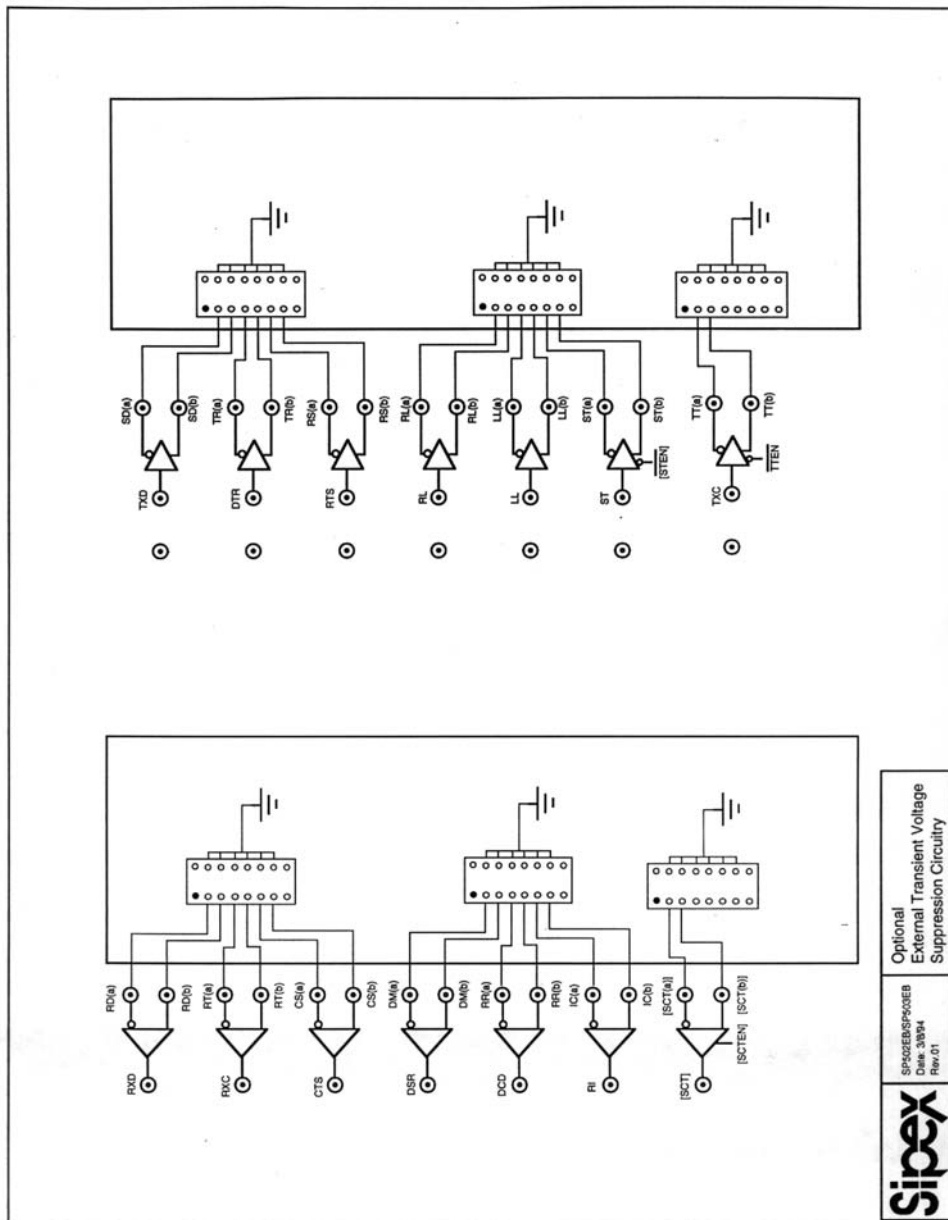 SD(a)
SD(b)
TR(a)
TR(b)
RS(a)
RS(b)
RL(a)
RL(b)
LL(a)
LL(b)
ST(a)
ST(b)
TT(a)
TT(b)
TXD
DTR
RTS
RL
LL
ST
[STEN]
TXC
TTEN
RD(a)
RD(b)
RT(a)
RT(b)
CS(a)
CS(b)
DM(a)
DM(b)
RR(a)
RR(b)
IC(a)
IC(b)
[SCT(a)]
[SCT(b)]
RXD
RXC
CTS
DSR
DCD
RI
[SCT]
[SCTEN]
Sipex
SP502EB/SP503EB
Date: 3/8/94
Rev.01
Optional
External Transient Voltage
Suppression Circuitry